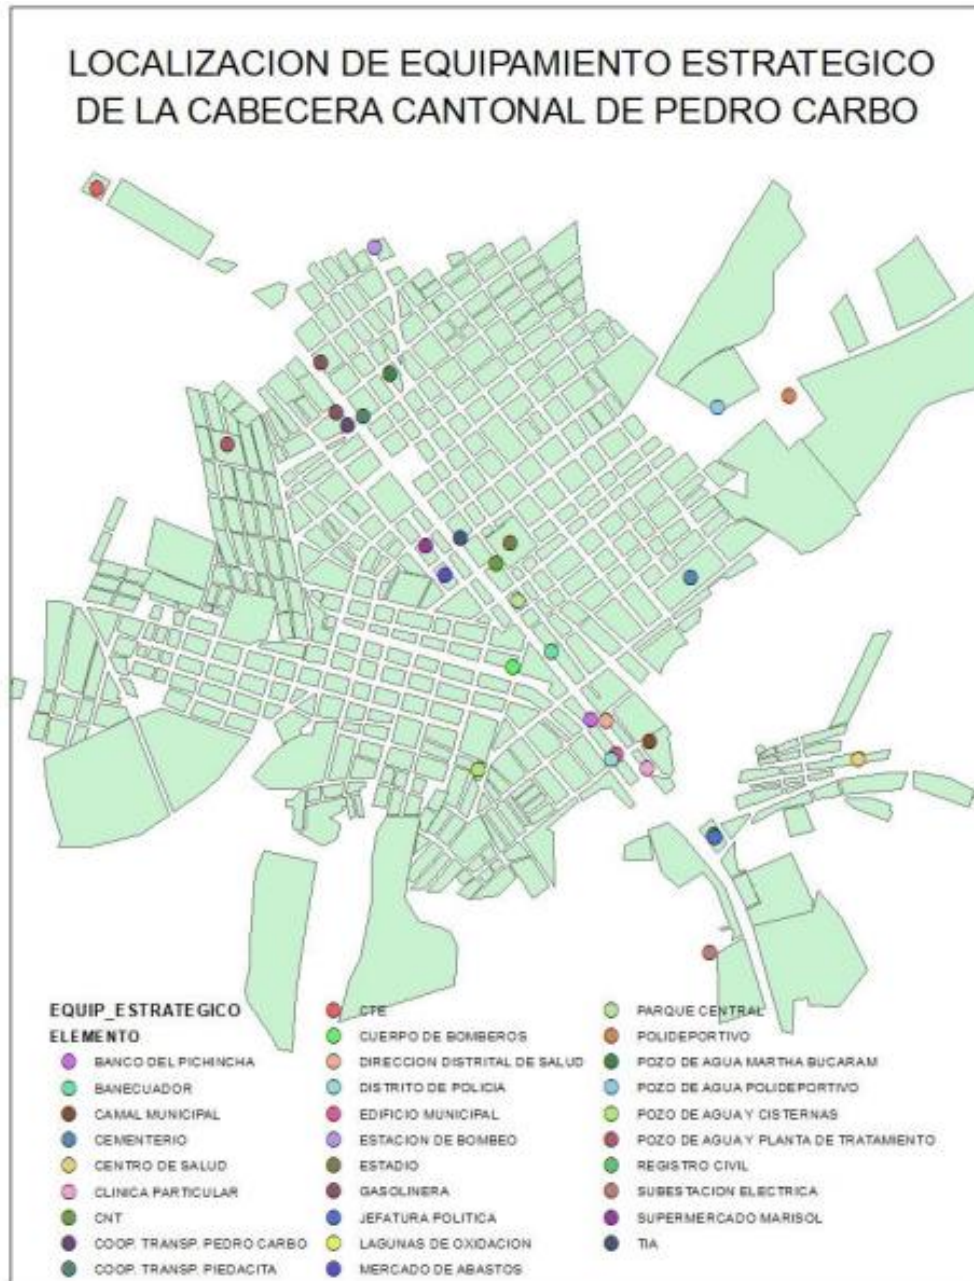 LOCALIZACION DE EQUIPAMIENTO ESTRATEGICO
DE LA CABECERA CANTONAL DE PEDRO CARBO
EQUIP_ESTRATEGICO
ELEMENTO
BANCO DEL PICHINCHA
BANECUADOR
CAMAL MUNICIPAL
CEMENTERIO
CENTRO DE SALUD
CLINICA PARTICULAR
CNT
COOP. TRANSP. PEDRO CARBO
COOP. TRANSP. PIEDACITA
CTE
CUERPO DE BOMBEROS
DIRECCION DISTRITAL DE SALUD
DISTRITO DE POLICIA
EDIFICIO MUNICIPAL
ESTACION DE BOMBEO
ESTADIO
GASOLINERA
JEFATURA POLITICA
LAGUNAS DE OXIDACION
MERCADO DE ABASTOS
PARQUE CENTRAL
POLIDEPORTIVO
POZO DE AGUA MARTHA BUCARAM
POZO DE AGUA POLIDEPORTIVO
POZO DE AGUA Y CISTERNAS
POZO DE AGUA Y PLANTA DE TRATAMIENTO
REGISTRO CIVIL
SUBESTACION ELECTRICA
SUPERMERCADO MARISOL
TIA